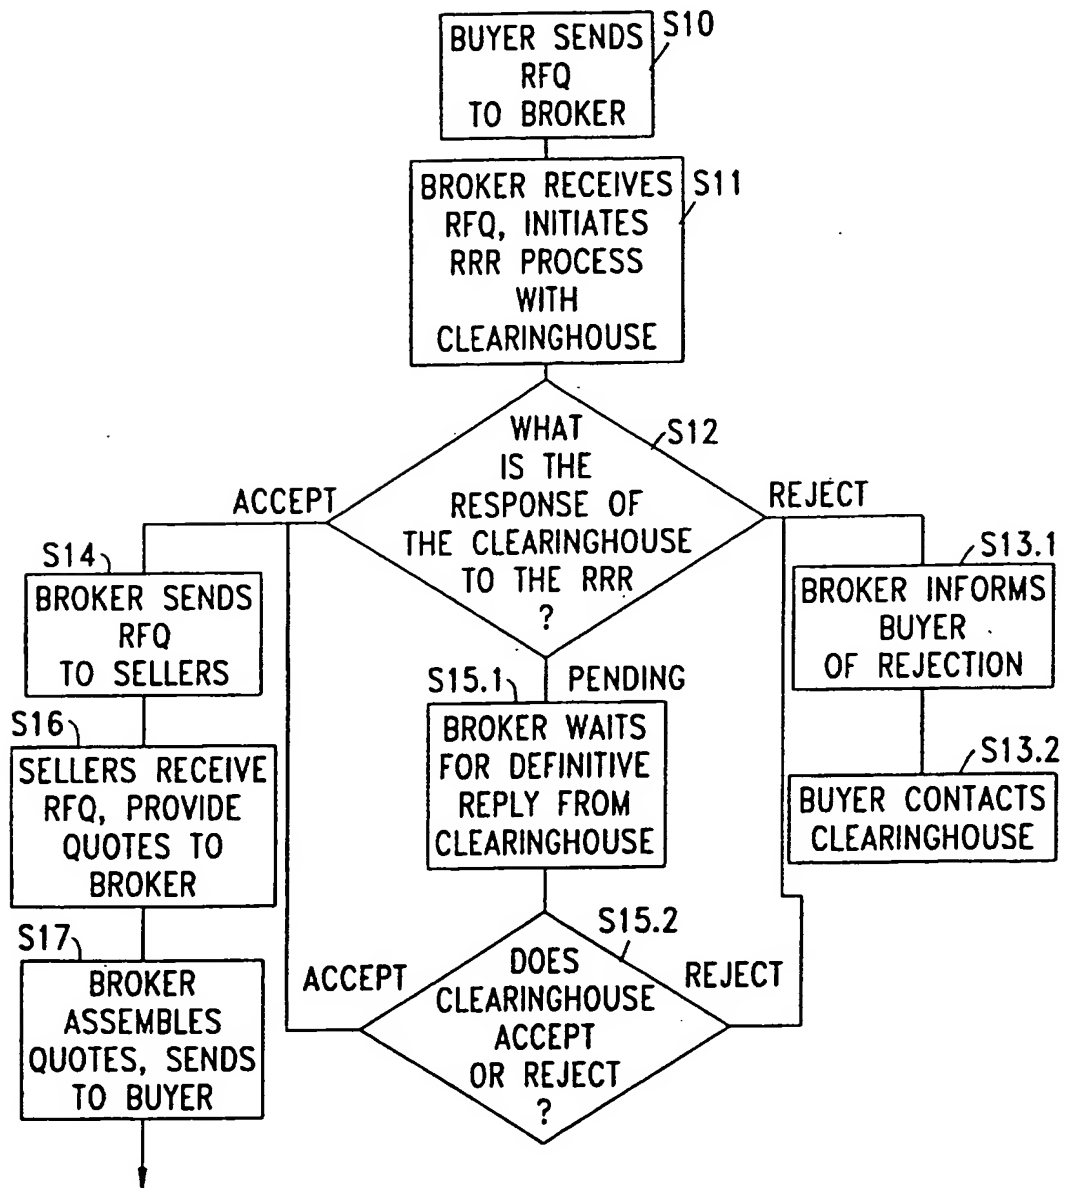 BUYER SENDS
RFQ
TO BROKER
S10
BROKER RECEIVES
RFQ, INITIATES
RRR PROCESS
WITH
CLEARINGHOUSE
S11
WHAT
IS THE
RESPONSE OF
THE CLEARINGHOUSE
TO THE RRR
?
S12
ACCEPT
REJECT
S14
BROKER SENDS
RFQ
TO SELLERS
S16
SELLERS RECEIVE
RFQ, PROVIDE
QUOTES TO
BROKER
S17
BROKER
ASSEMBLES
QUOTES, SENDS
TO BUYER
S15.1
PENDING
BROKER WAITS
FOR DEFINITIVE
REPLY FROM
CLEARINGHOUSE
S15.2
DOES
CLEARINGHOUSE
ACCEPT
OR REJECT
?
ACCEPT
REJECT
S13.1
BROKER INFORMS
BUYER
OF REJECTION
S13.2
BUYER CONTACTS
CLEARINGHOUSE